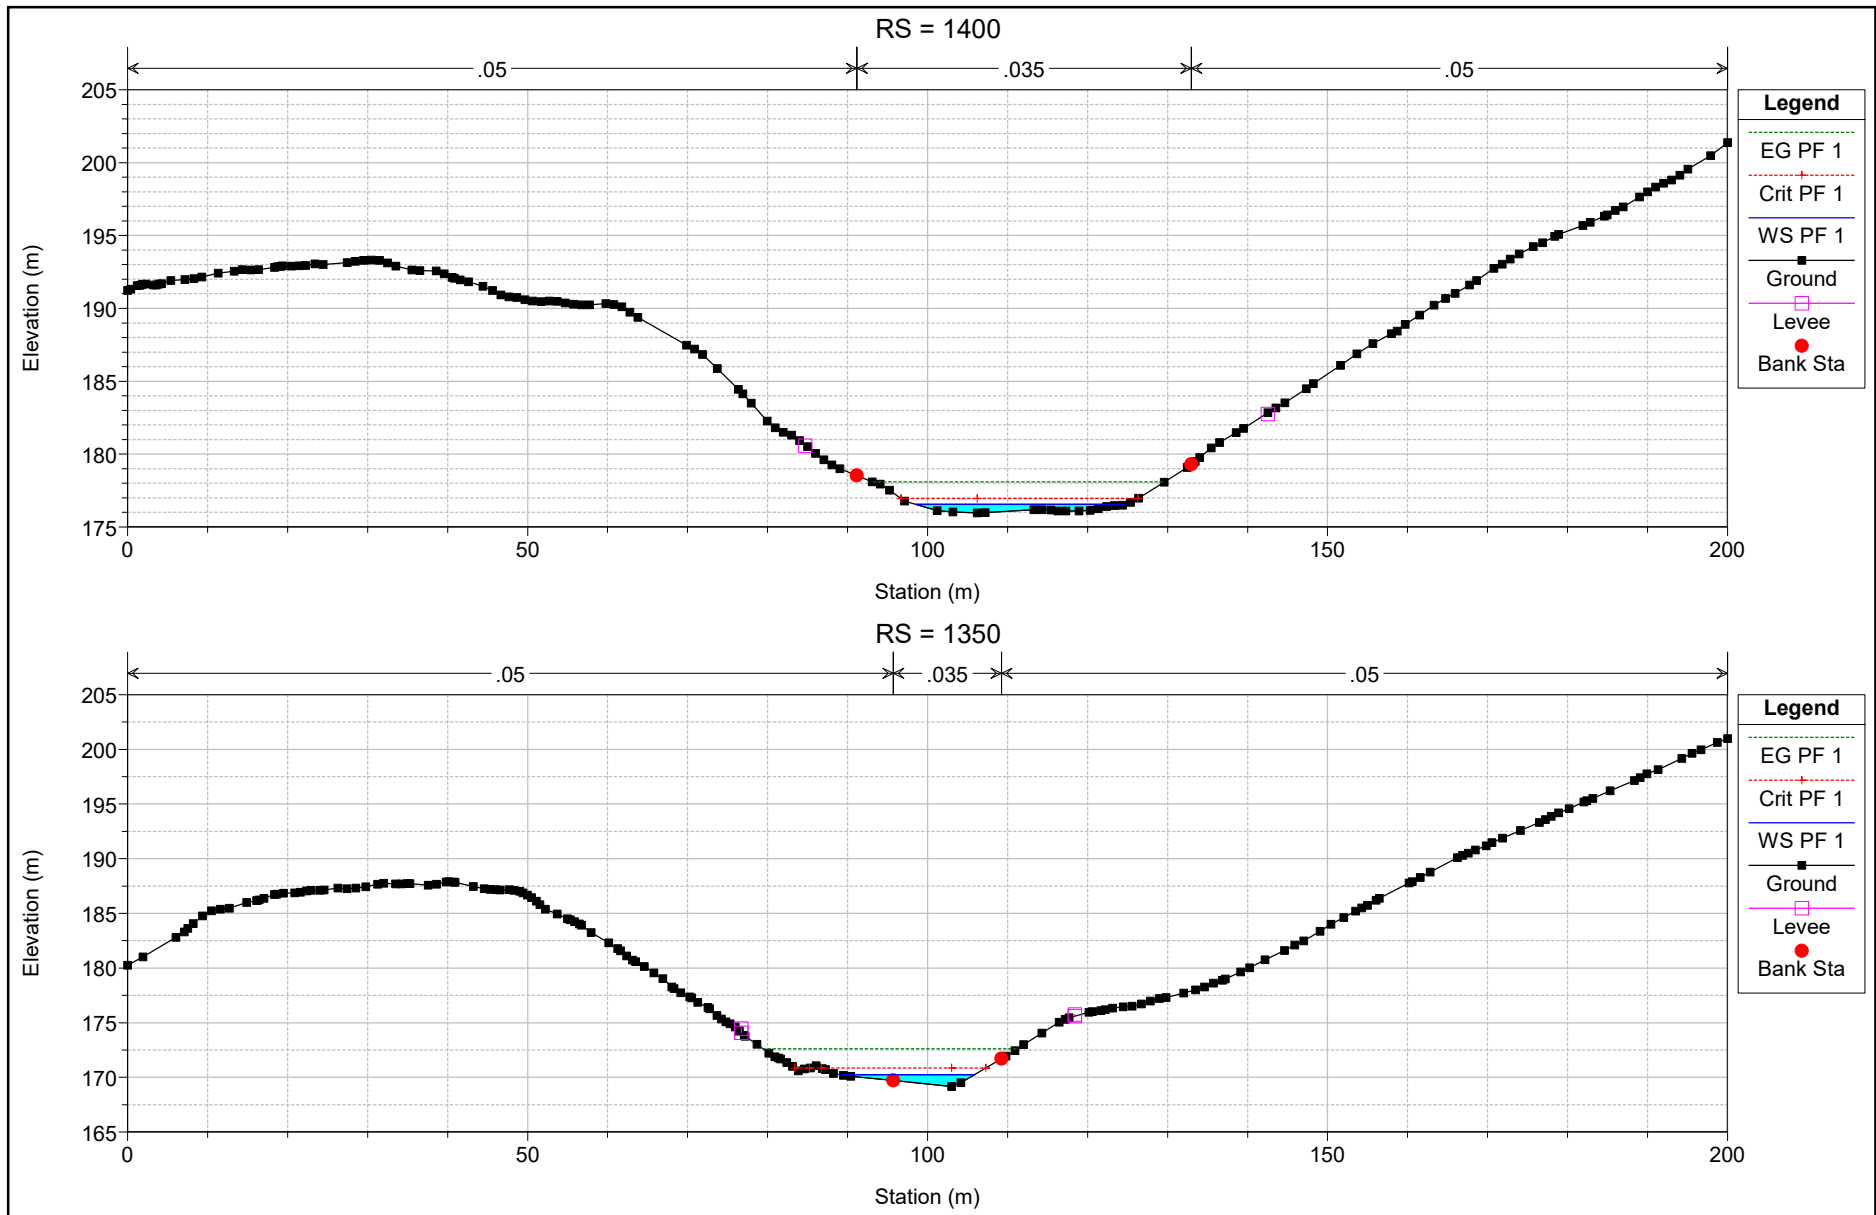 RS = 1400
.05 .035 .05
205
200
195
190
185
180
175
Elevation (m)
0 50 100 150 200
Station (m)
Legend
EG PF 1
Crit PF 1
WS PF 1
Ground
Levee
Bank Sta
RS = 1350
.05 .035 .05
205
200
195
190
185
180
175
170
165
Elevation (m)
0 50 100 150 200
Station (m)
Legend
EG PF 1
Crit PF 1
WS PF 1
Ground
Levee
Bank Sta